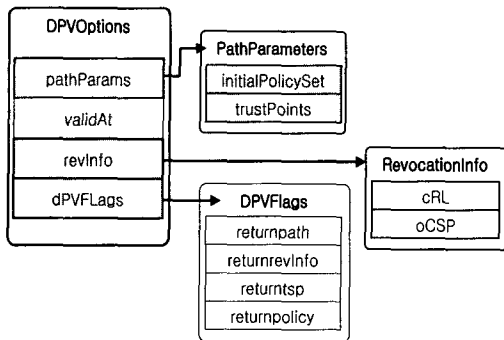 DPVOptions
pathParams
validAt
revInfo
dPVFLags
PathParameters
initialPolicySet
trustPoints
RevocationInfo
cRL
oCSP
DPVFlags
returnpath
returnrevInfo
returntsp
returnpolicy